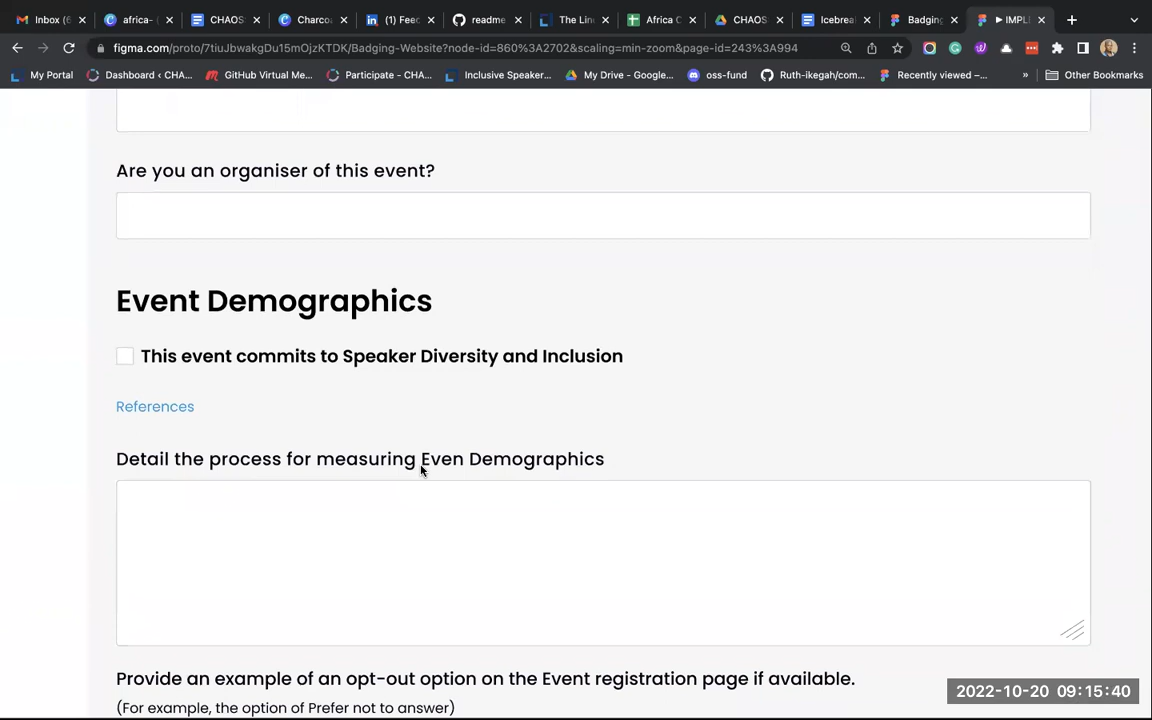 Inbox (6
africa-
CHAOS
Charco
(1) Feed
readme
The Lin
Africa C
CHAOS
Icebrea
Badging
IMPL
figma.com/proto/7tiuJbwakgDu15mOjzKTDK/Badging-Website?node-id=860%3A2702&scaling=min-zoom&page-id=243%3A994
My Portal
Dashboard ‹ CHA...
GitHub Virtual Me...
Participate - CHA...
Inclusive Speaker...
My Drive - Google...
oss-fund
Ruth-ikegah/com...
Recently viewed –...
»
Other Bookmarks
Are you an organiser of this event?
Event Demographics
This event commits to Speaker Diversity and Inclusion
References
Detail the process for measuring Even Demographics
Provide an example of an opt-out option on the Event registration page if available.
(For example, the option of Prefer not to answer)
2022-10-20 09:15:40